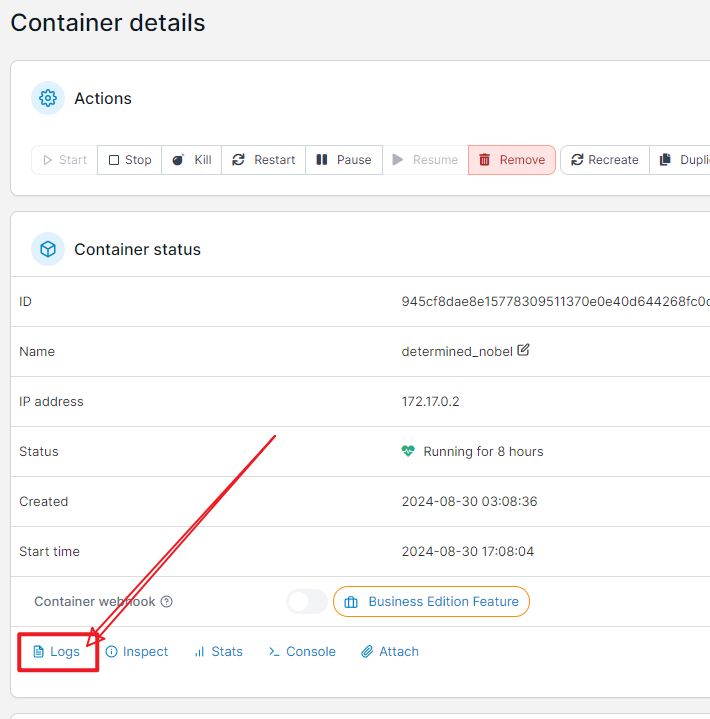 Container details
Actions
Start Stop Kill Restart Pause Resume Remove Recreate
Container status
ID
Name determined_nobel
IP address 172.17.0.2
Status Running for 8 hours
Created 2024-08-30 03:08:36
Start time 2024-08-30 17:08:04
Container webhook Business Edition Feature
Logs Inspect Stats Console Attach